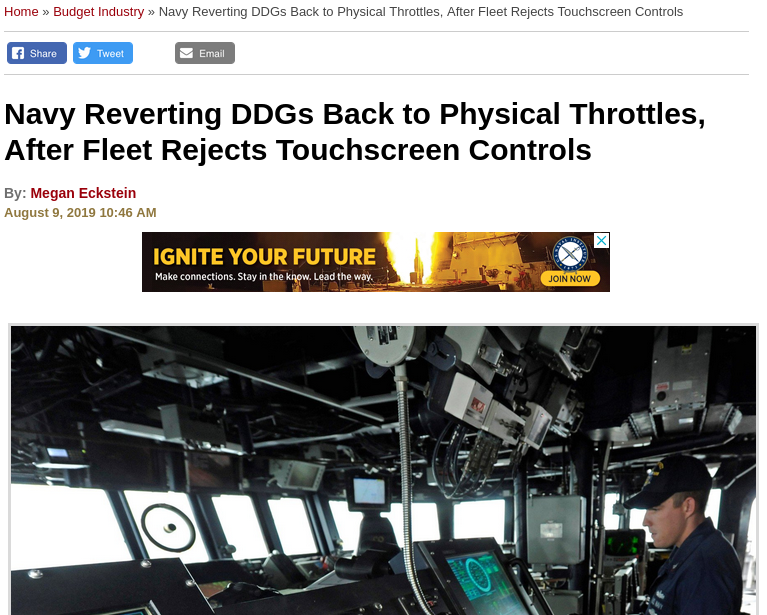 Home » Budget Industry » Navy Reverting DDGs Back to Physical Throttles, After Fleet Rejects Touchscreen Controls
Share Tweet Email
Navy Reverting DDGs Back to Physical Throttles,
After Fleet Rejects Touchscreen Controls
By: Megan Eckstein
August 9, 2019 10:46 AM
IGNITE YOUR FUTURE
Make connections. Stay in the know. Lead the way.
JOIN NOW